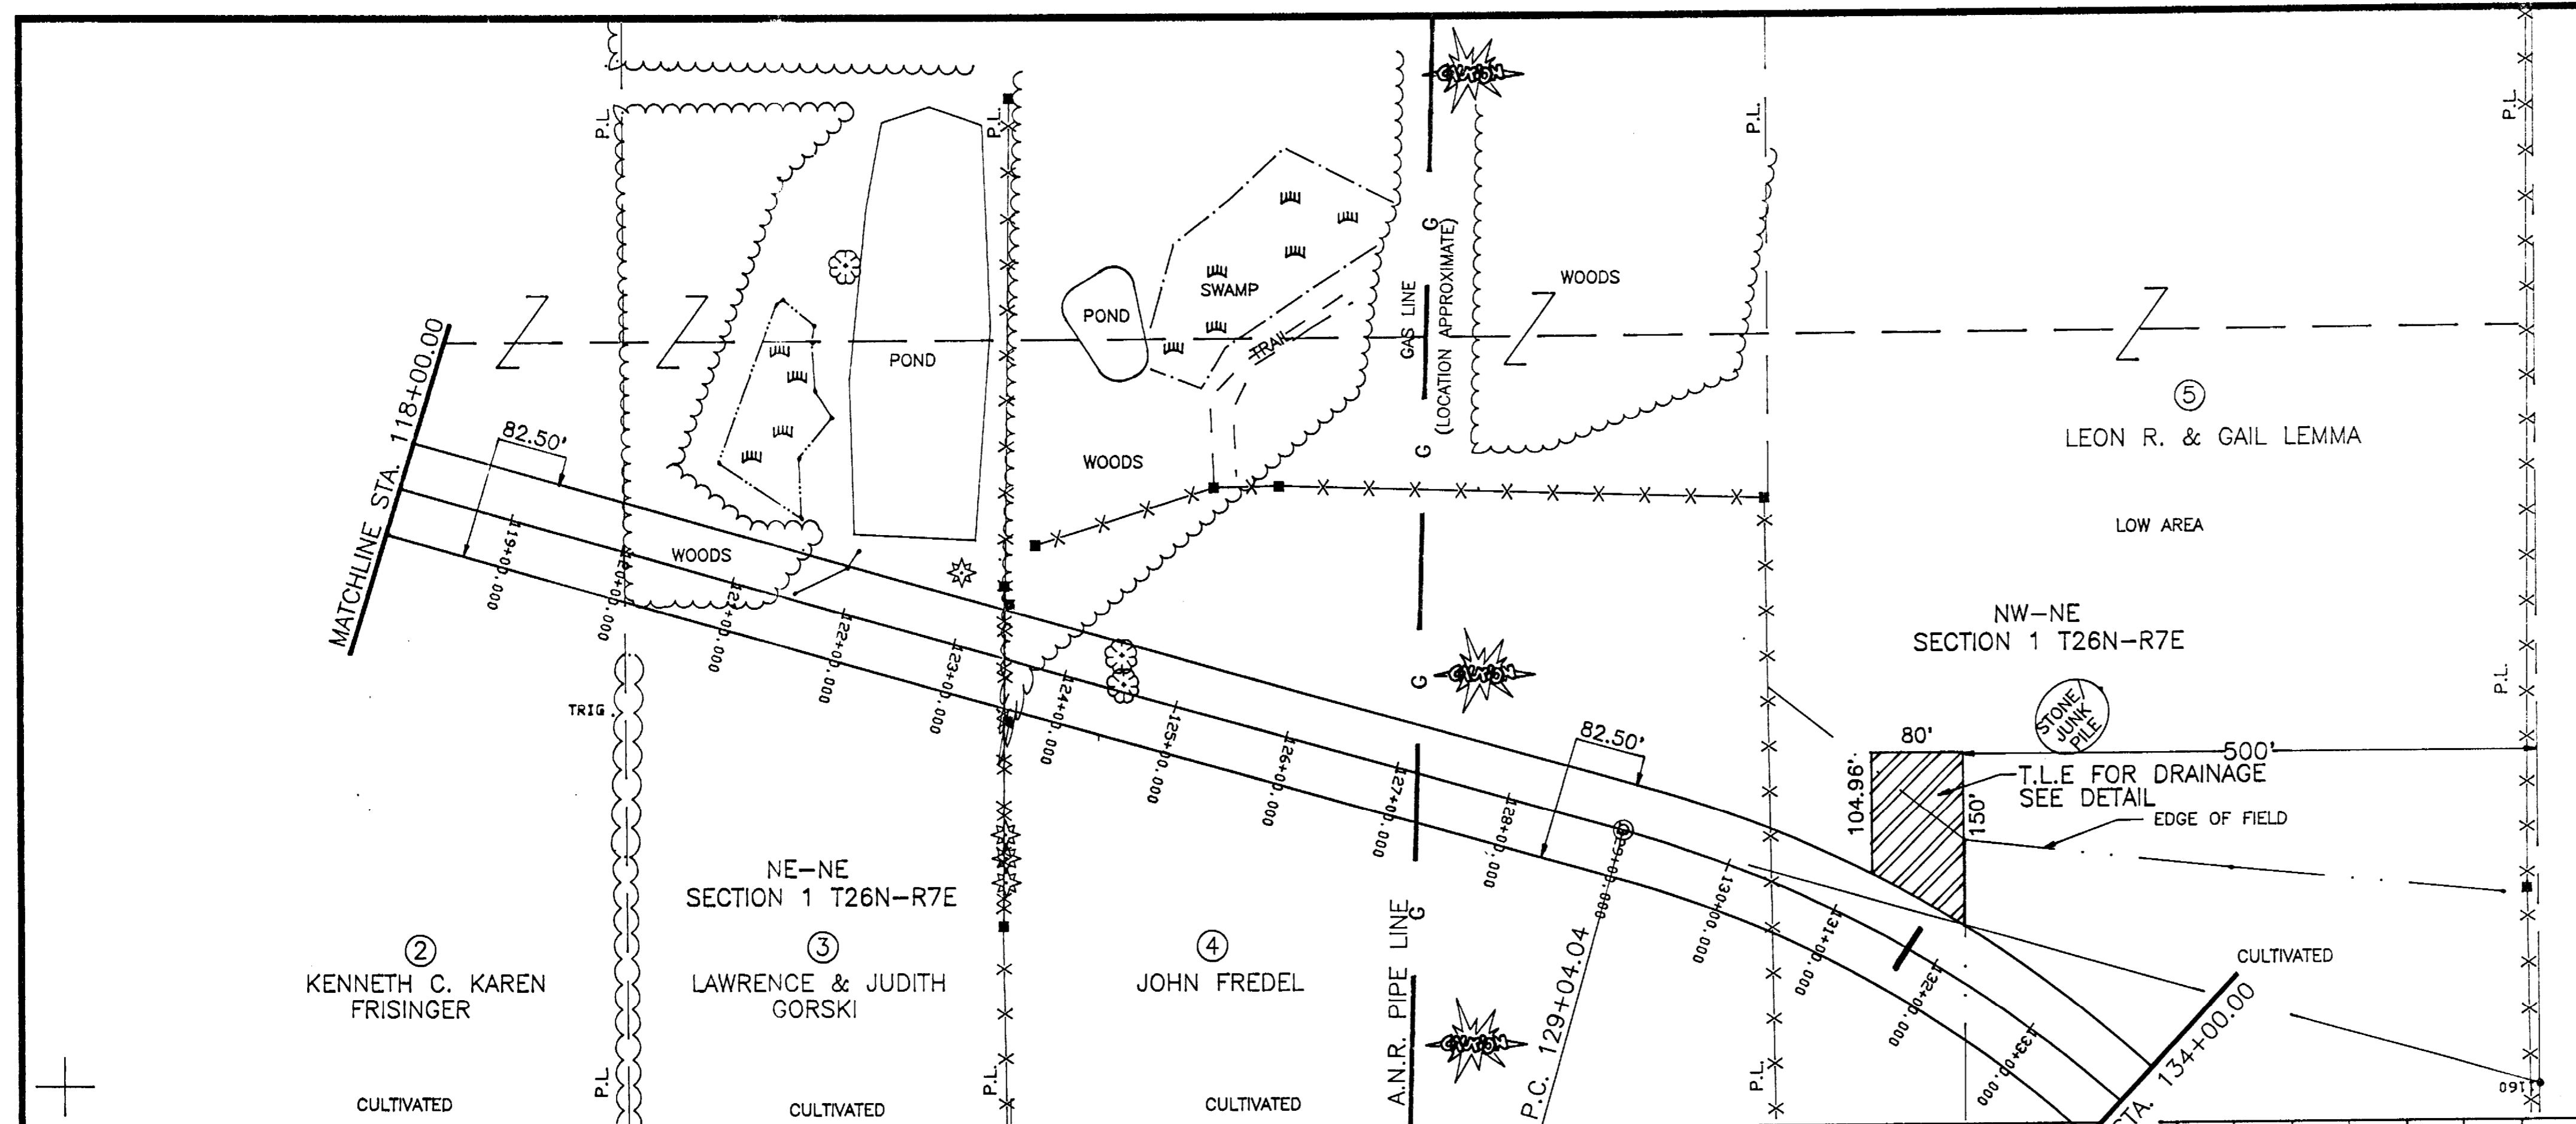 P.L.
P.L.
CAUTION
P.L.
P.L.
G
GAS LINE
(LOCATION APPROXIMATE)
WOODS
SWAMP
POND
TRAIL
POND
MATCHLINE STA. 118+00.00
82.50'
WOODS
G
5
LEON R. & GAIL LEMMA
LOW AREA
WOODS
119+00.000
120+00.000
121+00.000
122+00.000
123+00.000
124+00.000
125+00.000
126+00.000
127+00.000
128+00.000
129+00.000
130+00.000
131+00.000
132+00.000
133+00.000
NW-NE
SECTION 1 T26N-R7E
P.L.
TRIG.
G
CAUTION
STONE/
JUNK
PILE
82.50'
80'
500'
104.96'
150'
T.L.E FOR DRAINAGE
SEE DETAIL
EDGE OF FIELD
NE-NE
SECTION 1 T26N-R7E
2
KENNETH C. KAREN
FRISINGER
3
LAWRENCE & JUDITH
GORSKI
4
JOHN FREDEL
A.N.R. PIPE LINE
G
CAUTION
P.C. 129+04.04
CULTIVATED
STA. 134+00.00
P.L.
P.L.
P.L.
1160
CULTIVATED
CULTIVATED
CULTIVATED